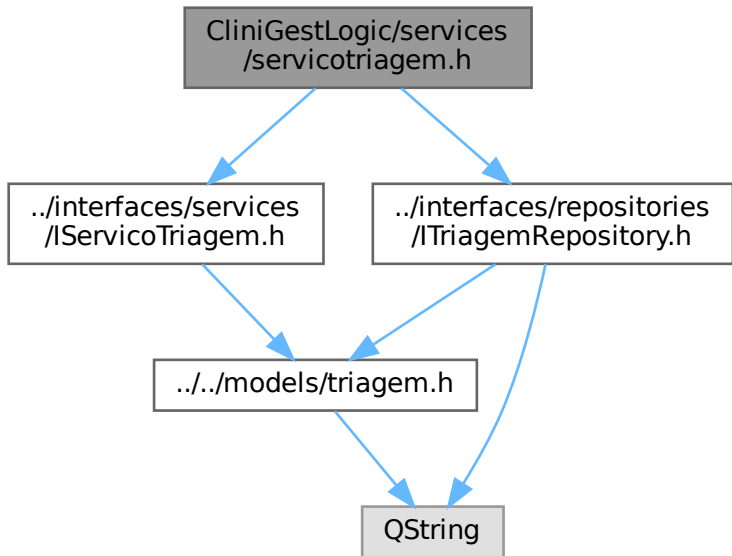 CliniGestLogic/services
/servicotriagem.h
../interfaces/services
/IServicoTriagem.h
../interfaces/repositories
/ITriagemRepository.h
../../models/triagem.h
QString